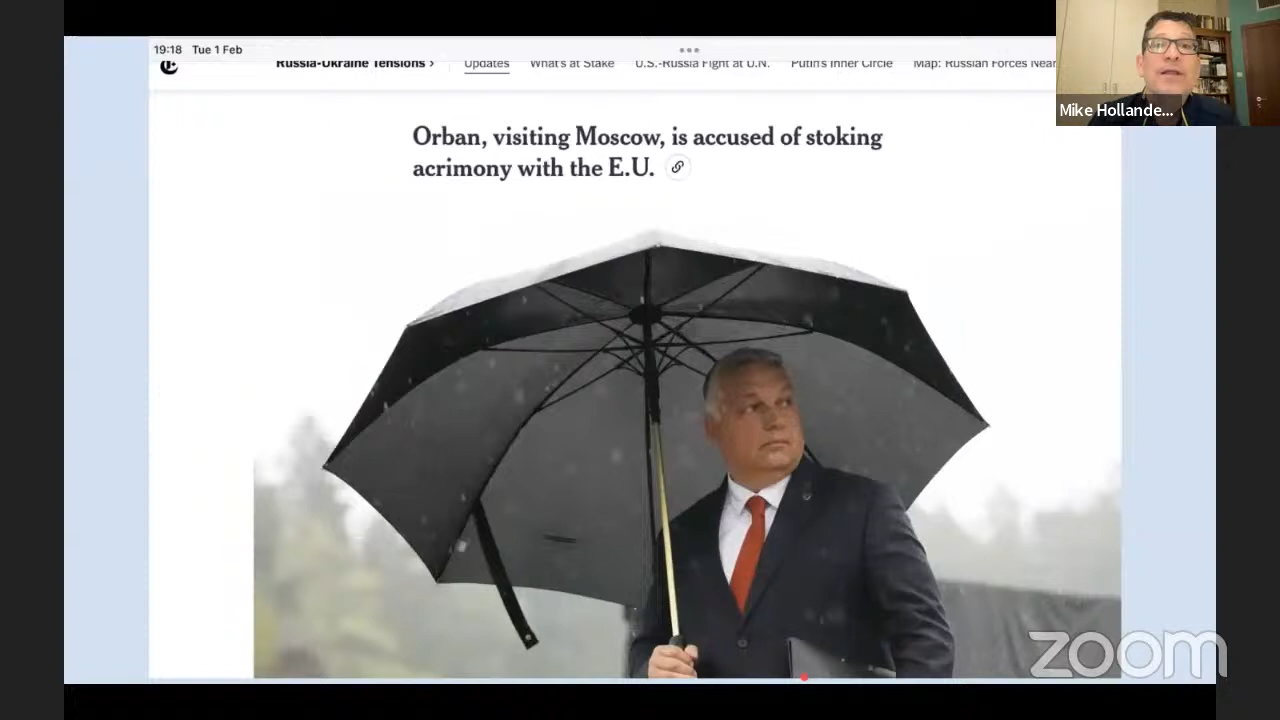 19:18 Tue 1 Feb
Russia-Ukraine Tensions › Updates What's at Stake U.S.-Russia Fight at U.N. Putin's Inner Circle Map: Russian Forces Near
Mike Hollande...
Orban, visiting Moscow, is accused of stoking
acrimony with the E.U.
zoom